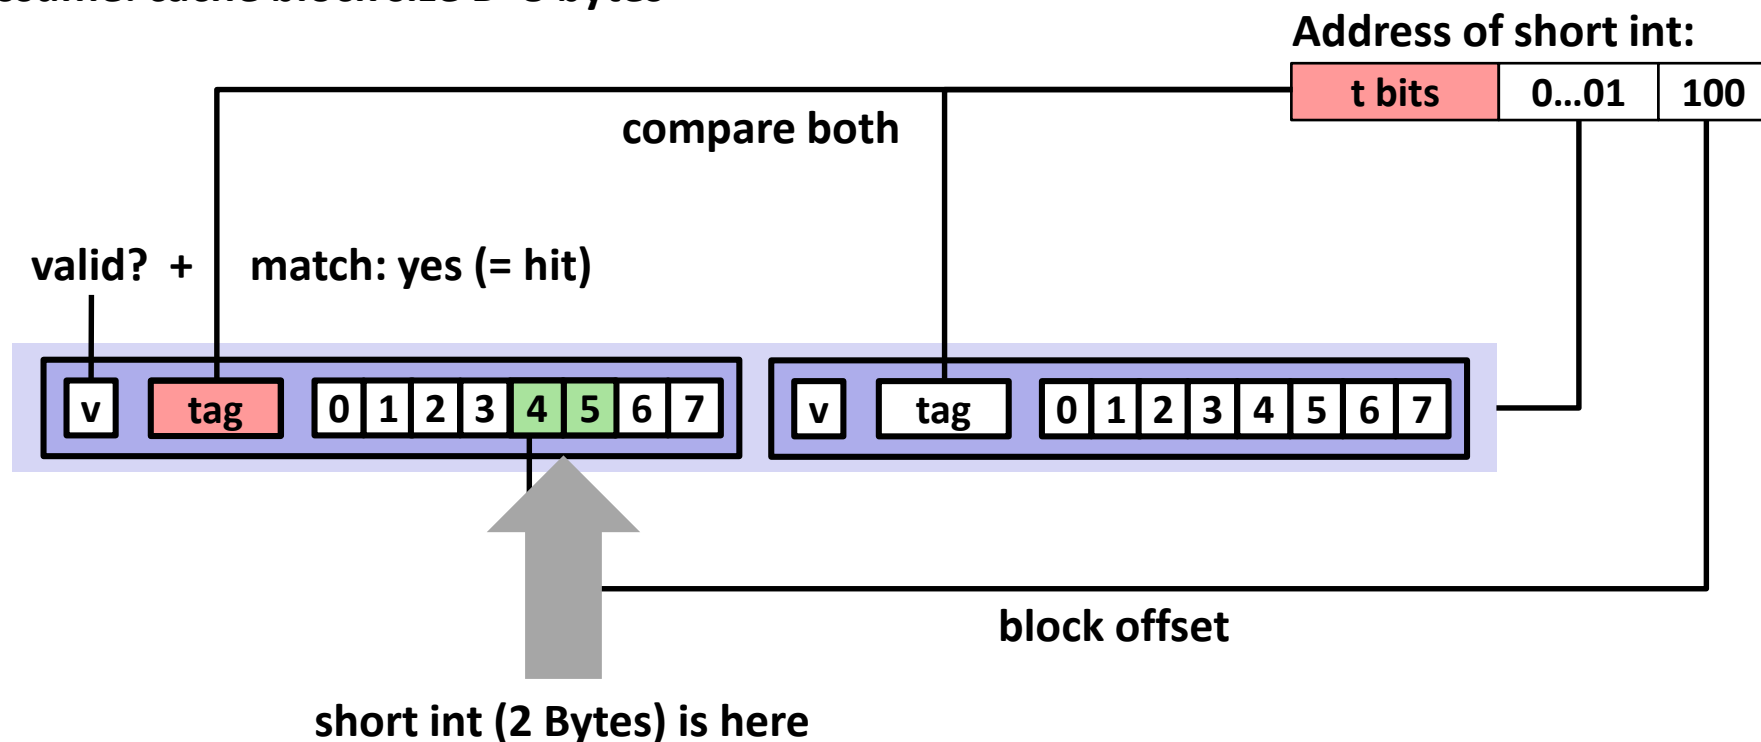 Address of short int:
t bits 0...01 100
compare both
valid? + match: yes (= hit)
v tag 0 1 2 3 4 5 6 7 v tag 0 1 2 3 4 5 6 7
block offset
short int (2 Bytes) is here